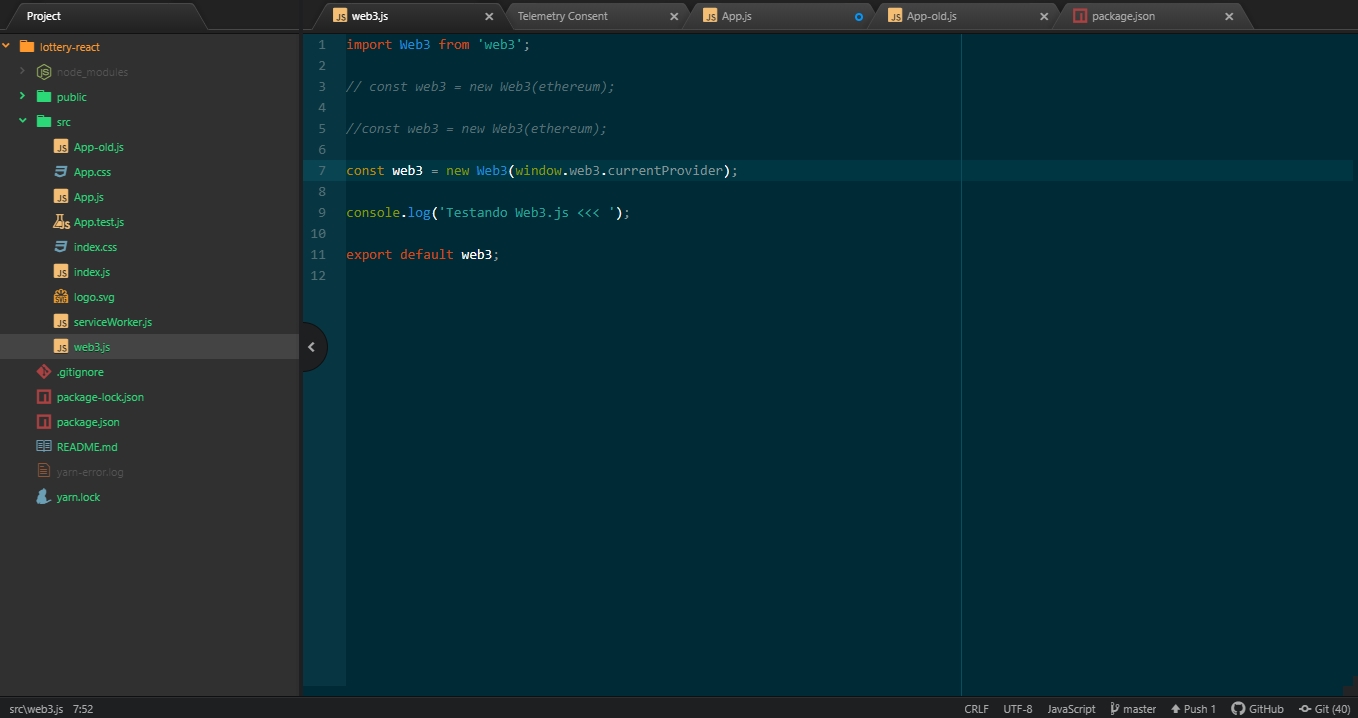 Project
web3.js
Telemetry Consent
App.js
App-old.js
package.json
lottery-react
node_modules
public
src
App-old.js
App.css
App.js
App.test.js
index.css
index.js
logo.svg
serviceWorker.js
web3.js
.gitignore
package-lock.json
package.json
README.md
yarn-error.log
yarn.lock
1 import Web3 from 'web3';
2
3 // const web3 = new Web3(ethereum);
4
5 //const web3 = new Web3(ethereum);
6
7 const web3 = new Web3(window.web3.currentProvider);
8
9 console.log('Testando Web3.js <<< ');
10
11 export default web3;
12
src\web3.js 7:52
CRLF UTF-8 JavaScript master Push 1 GitHub Git (40)